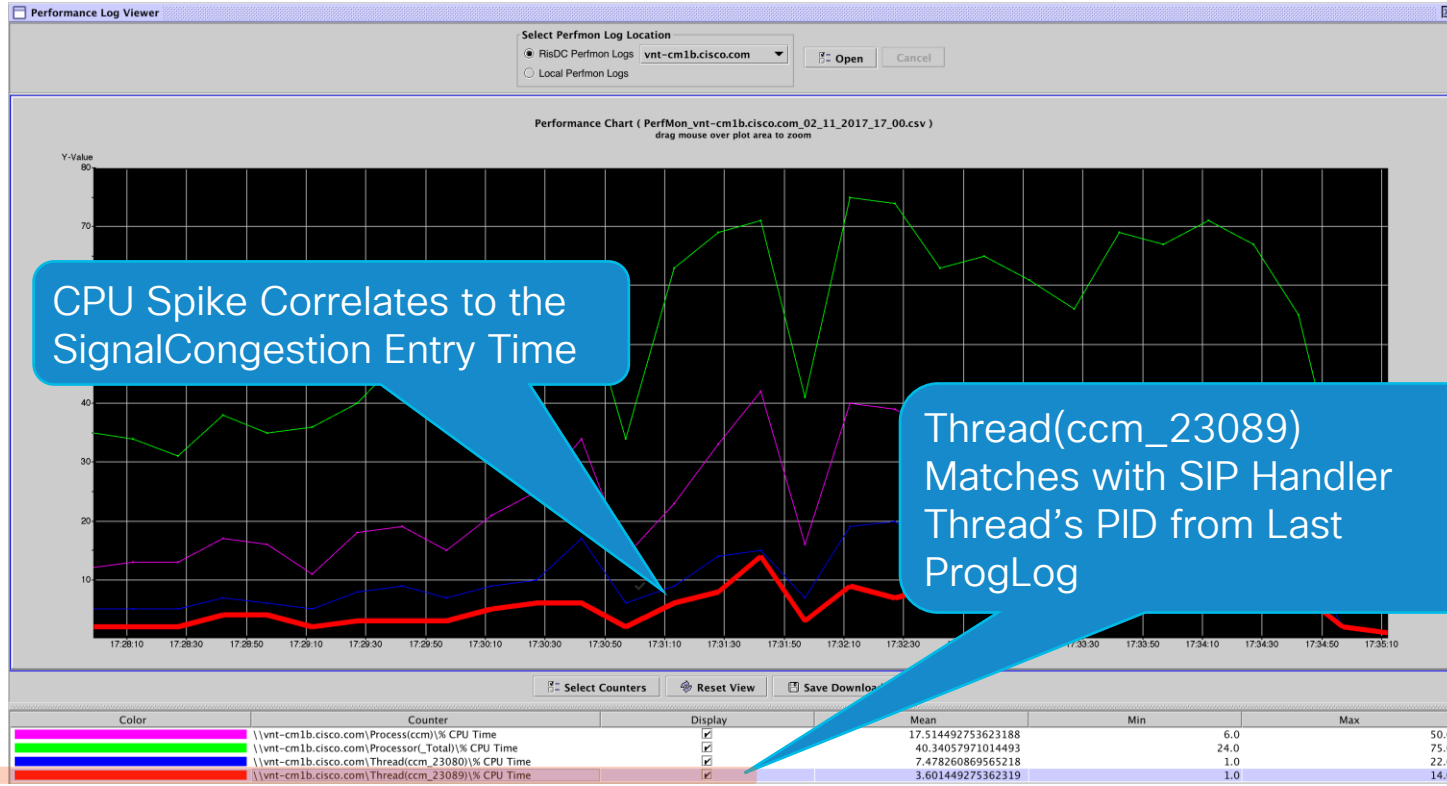 Performance Log Viewer
Select Perfmon Log Location
RisDC Perfmon Logs vnt-cm1b.cisco.com
Open Cancel
Local Perfmon Logs
Performance Chart ( PerfMon_vnt-cm1b.cisco.com_02_11_2017_17_00.csv )
drag mouse over plot area to zoom
Y-Value
80
70
CPU Spike Correlates to the
SignalCongestion Entry Time
40
30
20
10
Thread(ccm_23089)
Matches with SIP Handler
Thread's PID from Last
ProgLog
17:28:10 17:28:30 17:28:50 17:29:10 17:29:30 17:29:50 17:30:10 17:30:30 17:30:50 17:31:10 17:31:30 17:31:50 17:32:10 17:32:30 17:33:30 17:33:50 17:34:10 17:34:30 17:34:50 17:35:10
Select Counters Reset View Save Downloa
Color Counter Display Mean Min Max
\\vnt-cm1b.cisco.com\Process(ccm)\% CPU Time 17.514492753623188 6.0 50.
\\vnt-cm1b.cisco.com\Processor(_Total)\% CPU Time 40.34057971014493 24.0 75.
\\vnt-cm1b.cisco.com\Thread(ccm_23080)\% CPU Time 7.478260869565218 1.0 22.
\\vnt-cm1b.cisco.com\Thread(ccm_23089)\% CPU Time 3.601449275362319 1.0 14.